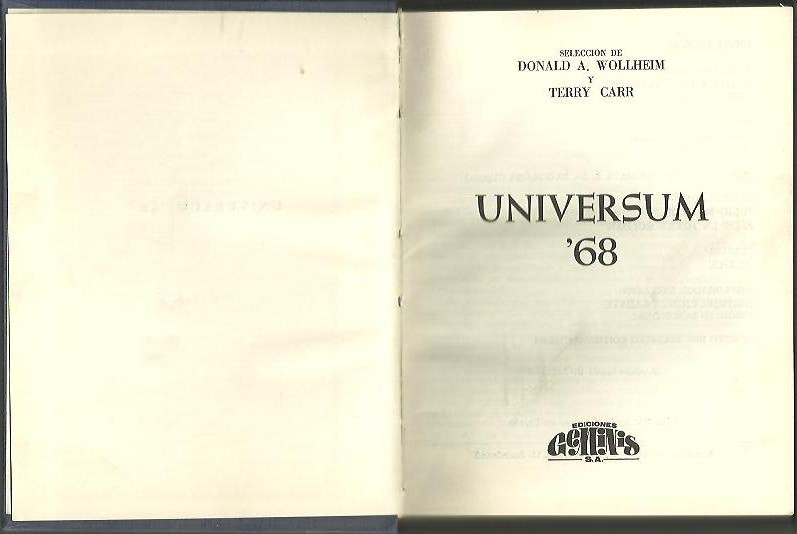 SELECCION DE
DONALD A. WOLLHEIM
Y
TERRY CARR
UNIVERSUM
'68
EDICIONES
GEMINIS
S.A.